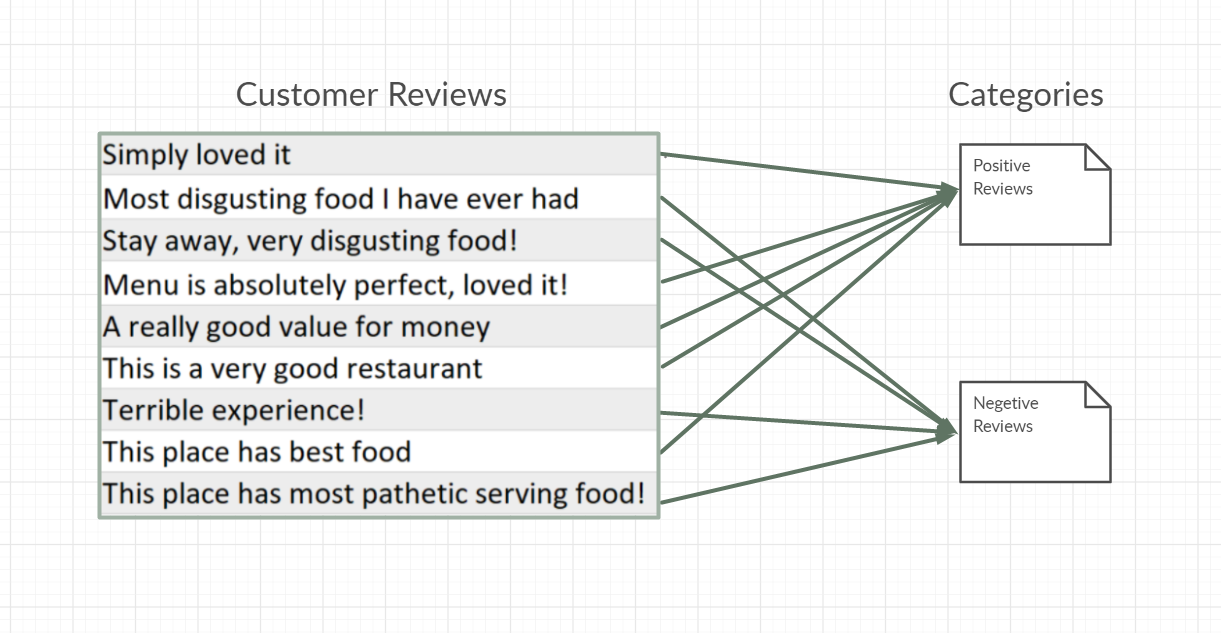 Customer Reviews
Categories
Simply loved it
Most disgusting food I have ever had
Stay away, very disgusting food!
Menu is absolutely perfect, loved it!
A really good value for money
This is a very good restaurant
Terrible experience!
This place has best food
This place has most pathetic serving food!
Positive
Reviews
Negetive
Reviews